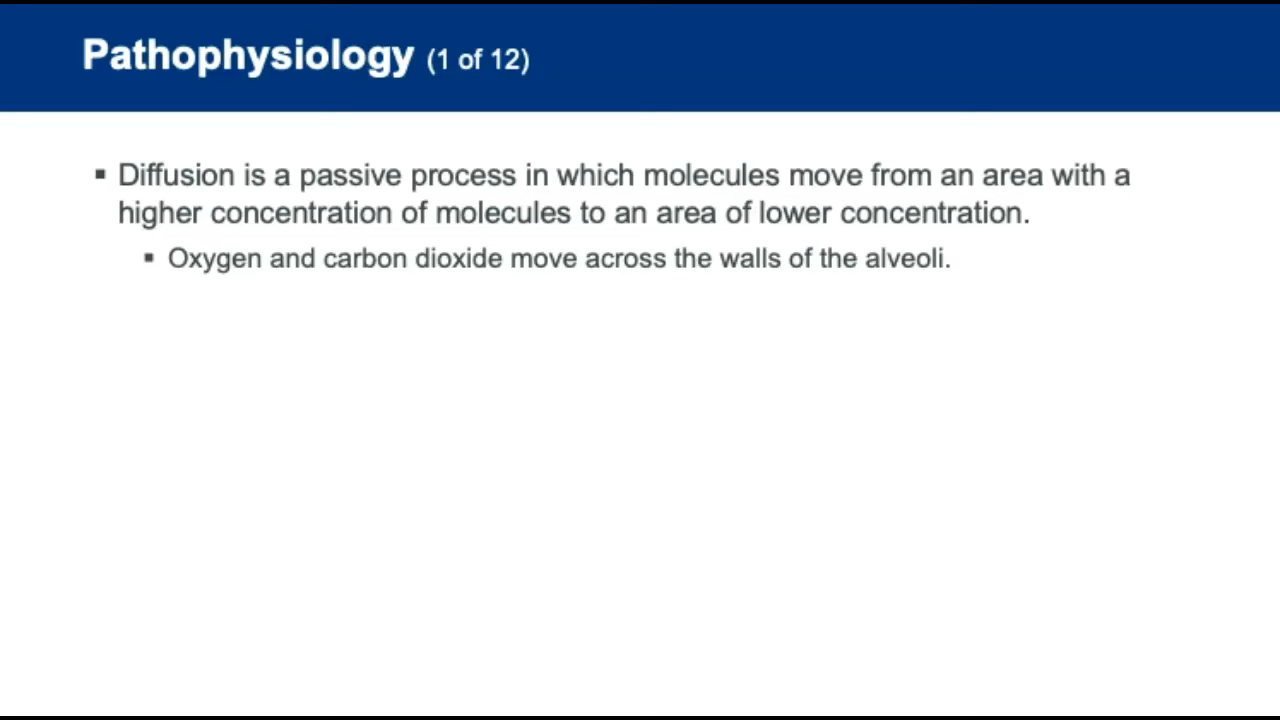 Pathophysiology (1 of 12)
▪ Diffusion is a passive process in which molecules move from an area with a
higher concentration of molecules to an area of lower concentration.
▪ Oxygen and carbon dioxide move across the walls of the alveoli.